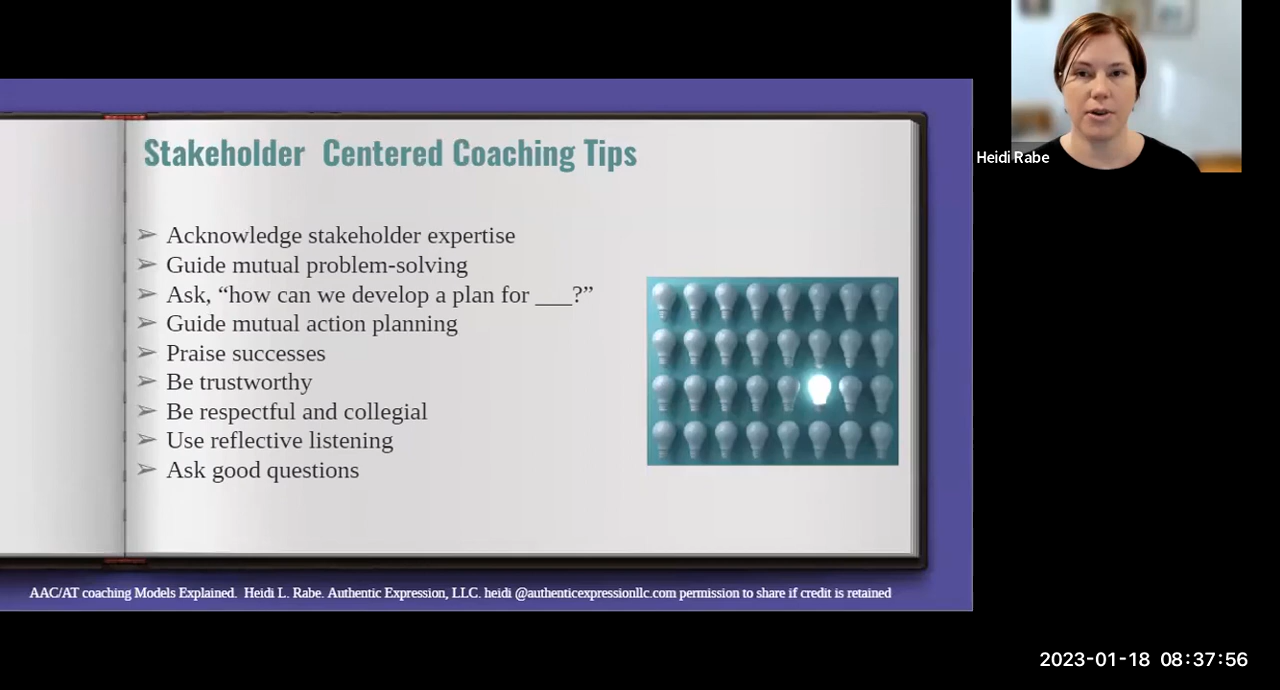 Stakeholder Centered Coaching Tips
➢ Acknowledge stakeholder expertise
➢ Guide mutual problem-solving
➢ Ask, “how can we develop a plan for ___?”
➢ Guide mutual action planning
➢ Praise successes
➢ Be trustworthy
➢ Be respectful and collegial
➢ Use reflective listening
➢ Ask good questions
AAC/AT coaching Models Explained. Heidi L. Rabe. Authentic Expression, LLC. heidi @authenticexpressionllc.com permission to share if credit is retained
Heidi Rabe
2023-01-18 08:37:56